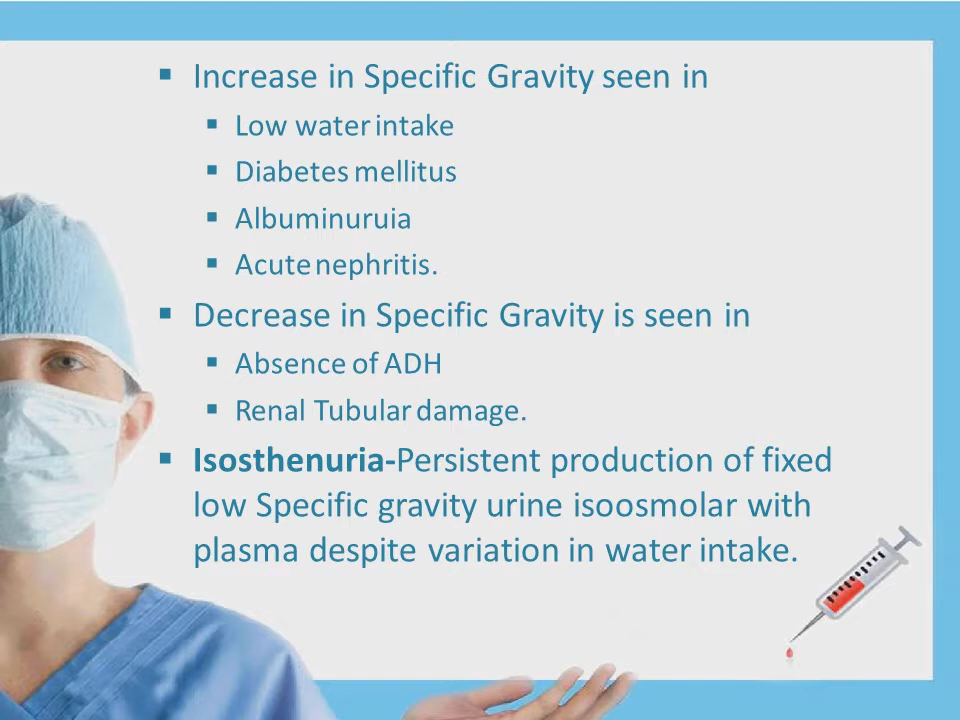 ▪ Increase in Specific Gravity seen in
▪ Low water intake
▪ Diabetes mellitus
▪ Albuminuruia
▪ Acute nephritis.
▪ Decrease in Specific Gravity is seen in
▪ Absence of ADH
▪ Renal Tubular damage.
▪ Isosthenuria-Persistent production of fixed
low Specific gravity urine isoosmolar with
plasma despite variation in water intake.